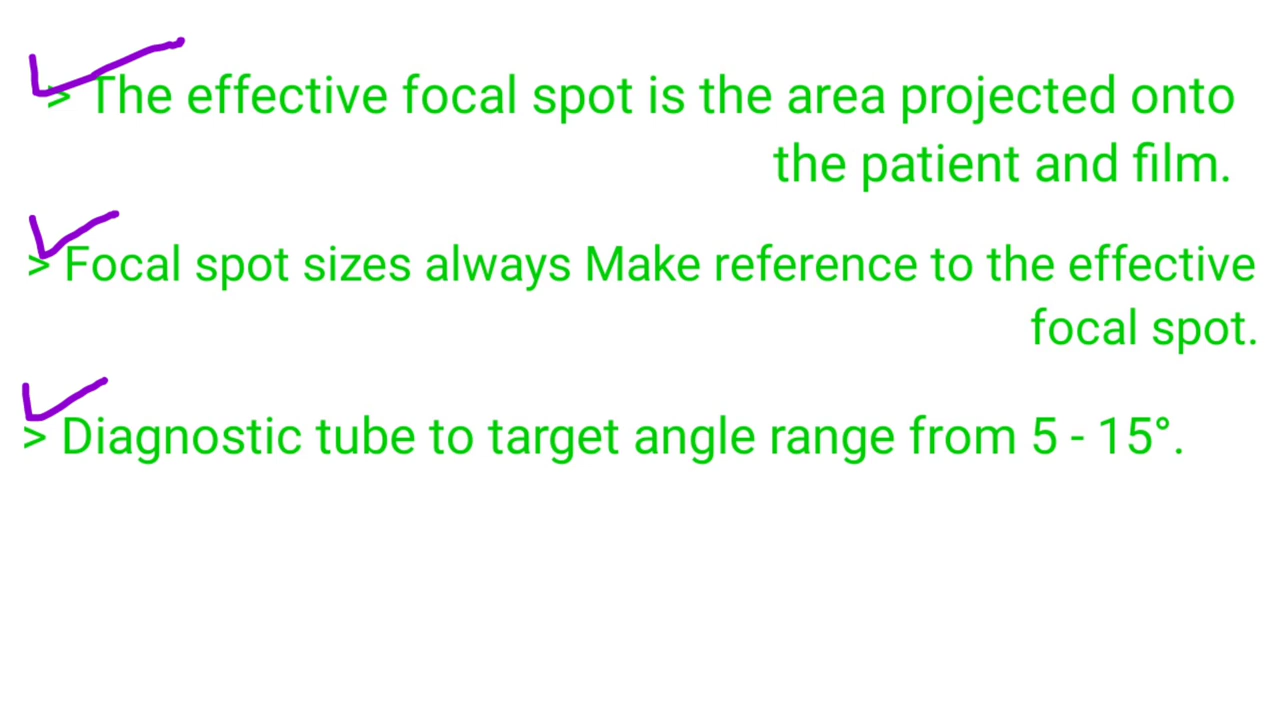 > The effective focal spot is the area projected onto
the patient and film.
> Focal spot sizes always Make reference to the effective
focal spot.
> Diagnostic tube to target angle range from 5 - 15°.